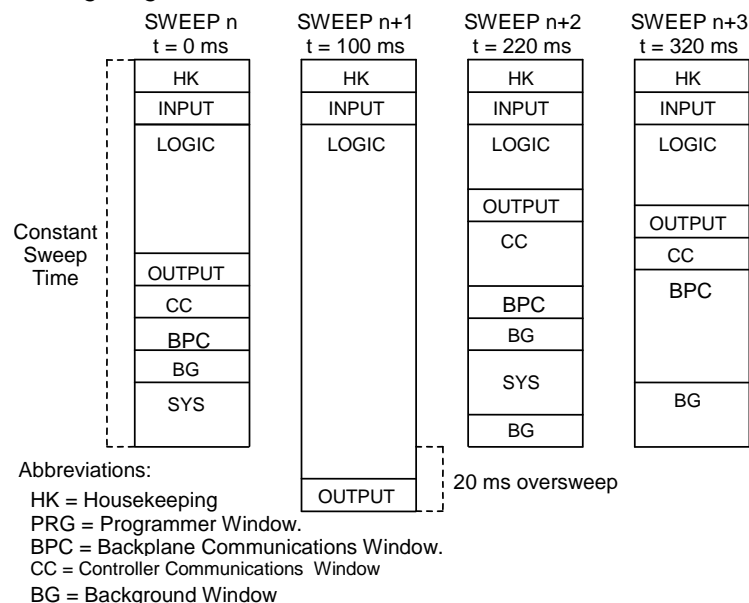 SWEEP n
t = 0 ms
HK
INPUT
LOGIC
OUTPUT
CC
BPC
BG
SYS
Constant
Sweep
Time
SWEEP n+1
t = 100 ms
HK
INPUT
LOGIC
OUTPUT
20 ms oversweep
SWEEP n+2
t = 220 ms
HK
INPUT
LOGIC
OUTPUT
CC
BPC
BG
SYS
BG
SWEEP n+3
t = 320 ms
HK
INPUT
LOGIC
OUTPUT
CC
BPC
BG
Abbreviations:
HK = Housekeeping
PRG = Programmer Window.
BPC = Backplane Communications Window.
CC = Controller Communications Window
BG = Background Window